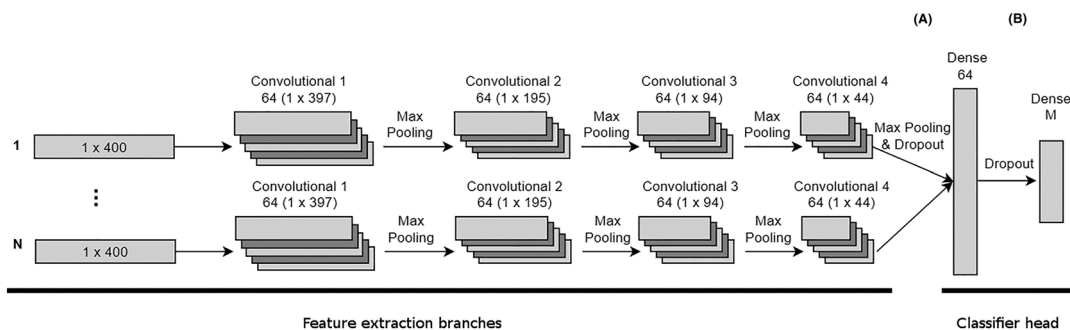 (A)
(B)
Dense
64
Dense
M
Convolutional 1
64 (1 x 397)
Convolutional 2
64 (1 x 195)
Convolutional 3
64 (1 x 94)
Convolutional 4
64 (1 x 44)
1
1 x 400
Max
Pooling
Max
Pooling
Max
Pooling
Max Pooling
& Dropout
Dropout
⋮
Convolutional 1
64 (1 x 397)
Convolutional 2
64 (1 x 195)
Convolutional 3
64 (1 x 94)
Convolutional 4
64 (1 x 44)
N
1 x 400
Max
Pooling
Max
Pooling
Max
Pooling
Feature extraction branches
Classifier head